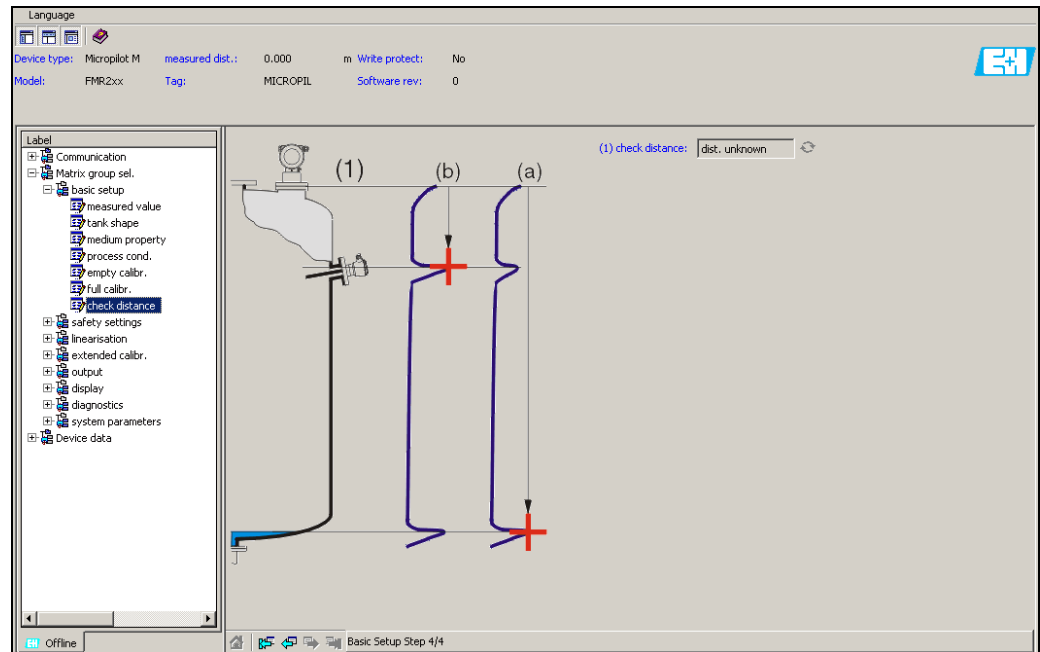 Language
Device type: Micropilot M measured dist.: 0.000 m Write protect: No
Model: FMR2xx Tag: MICROPIL Software rev: 0
E+H
Label
Communication
Matrix group sel.
basic setup
measured value
tank shape
medium property
process cond.
empty calibr.
full calibr.
check distance
safety settings
linearisation
extended calibr.
output
display
diagnostics
system parameters
Device data
(1) (b) (a)
(1) check distance: dist. unknown
Offline
Basic Setup Step 4/4